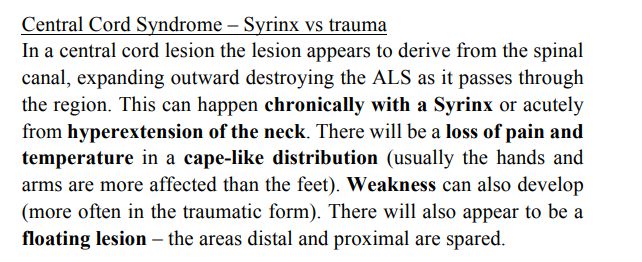 Central Cord Syndrome – Syrinx vs trauma
In a central cord lesion the lesion appears to derive from the spinal
canal, expanding outward destroying the ALS as it passes through
the region. This can happen chronically with a Syrinx or acutely
from hyperextension of the neck. There will be a loss of pain and
temperature in a cape-like distribution (usually the hands and
arms are more affected than the feet). Weakness can also develop
(more often in the traumatic form). There will also appear to be a
floating lesion – the areas distal and proximal are spared.